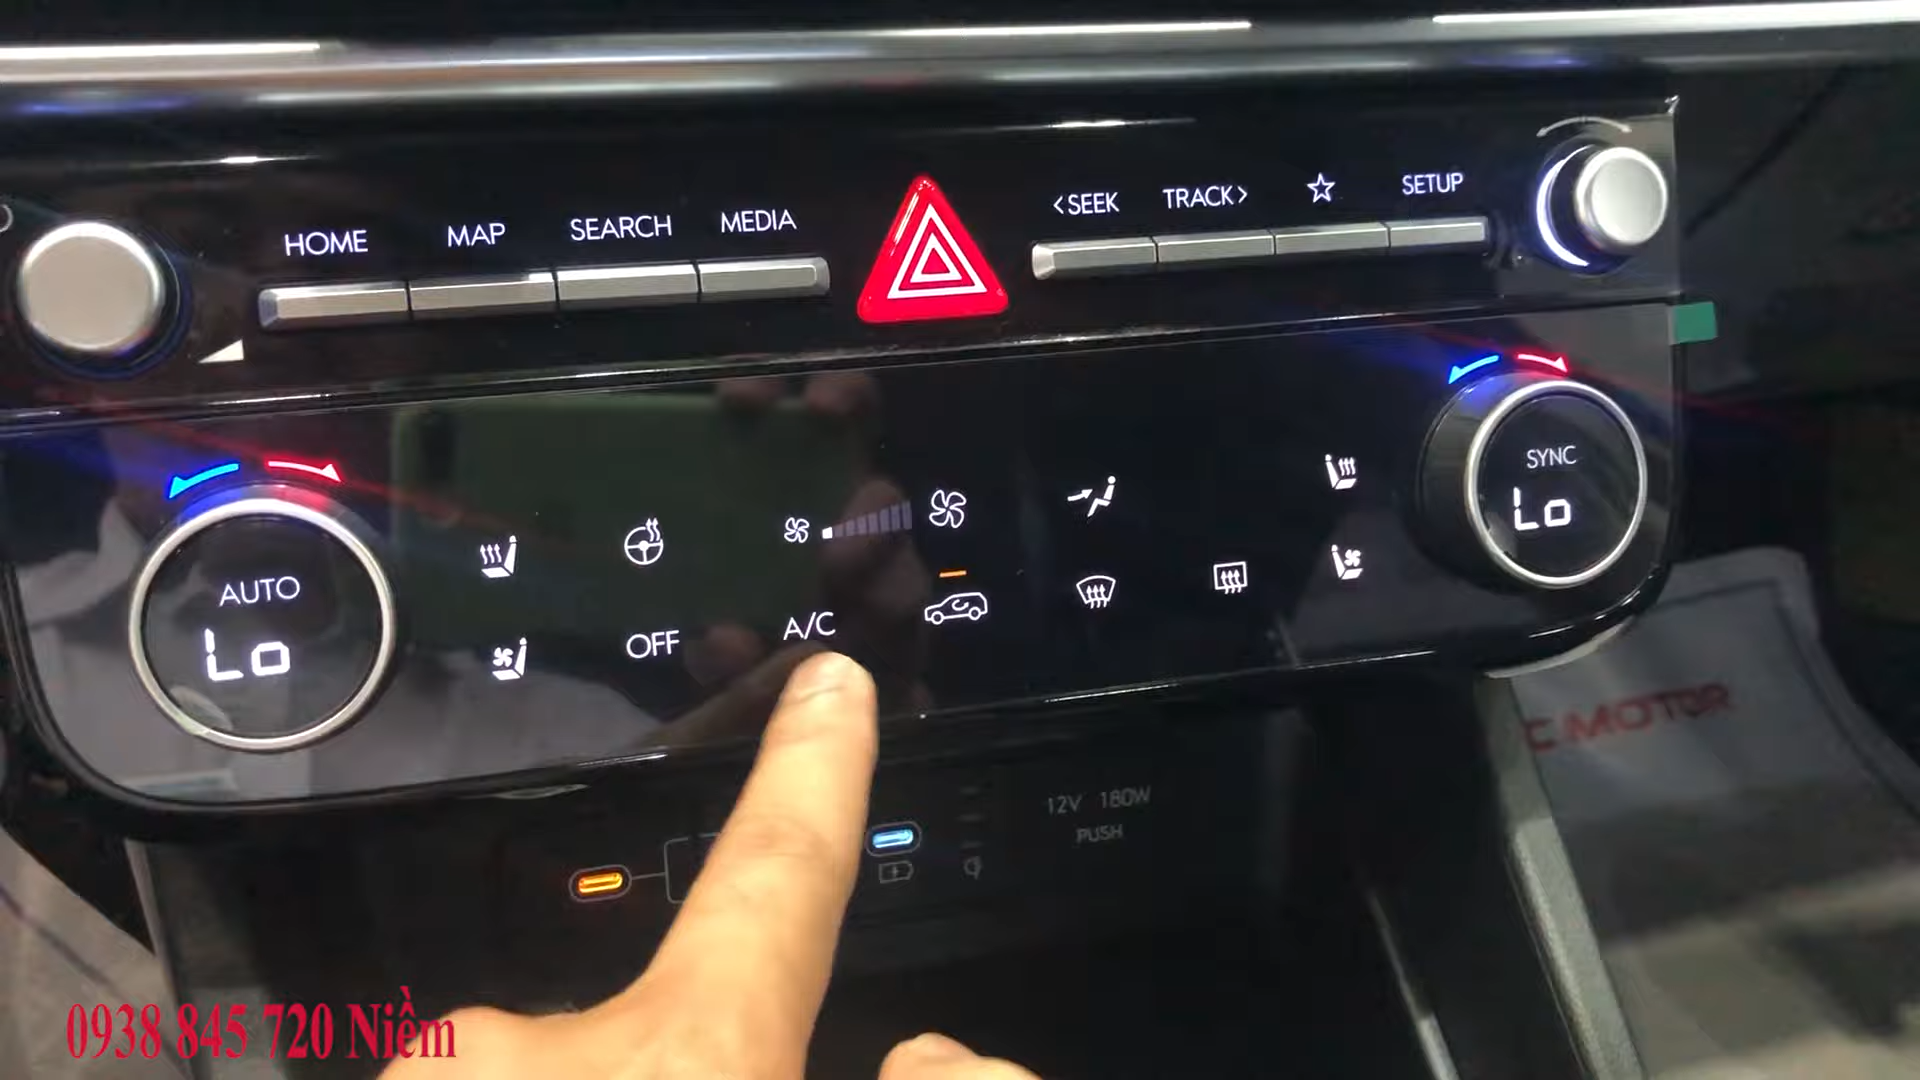 HOME MAP SEARCH MEDIA <SEEK TRACK> SETUP
AUTO
Lo
OFF
A/C
SYNC
Lo
12V 180W
PUSH
C.MOTOR
0938 845 720 Niềm